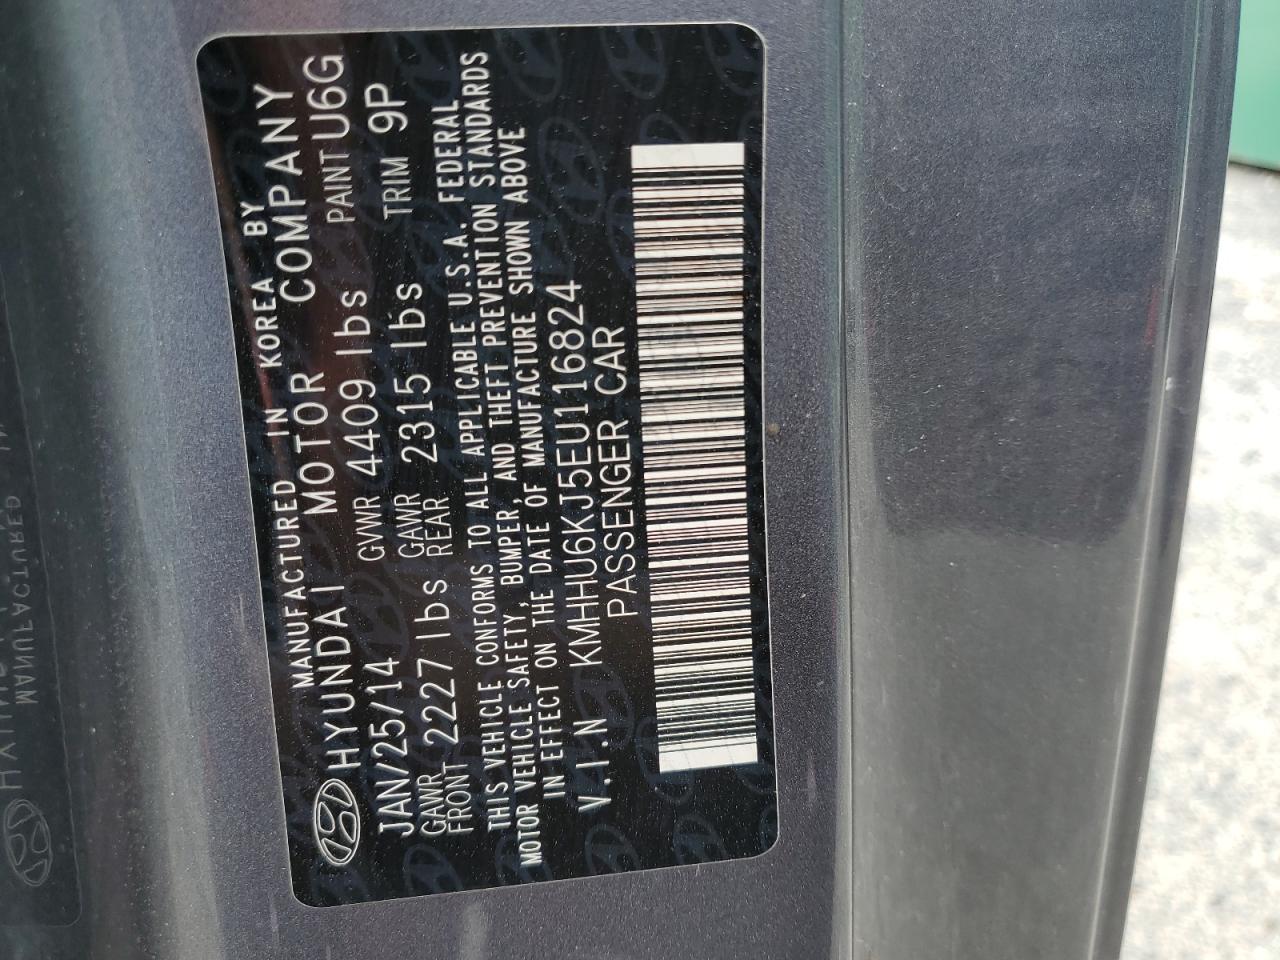 MANUFACTURED IN KOREA BY
HYUNDAI MOTOR COMPANY
JAN/25/14 GVWR 4409 lbs PAINT U6G
GAWR FRONT 2227 lbs GAWR REAR 2315 lbs TRIM 9P
THIS VEHICLE CONFORMS TO ALL APPLICABLE U.S.A. FEDERAL
MOTOR VEHICLE SAFETY, BUMPER, AND THEFT PREVENTION STANDARDS
IN EFFECT ON THE DATE OF MANUFACTURE SHOWN ABOVE
V.I.N KMHHU6KJ5EU116824
PASSENGER CAR